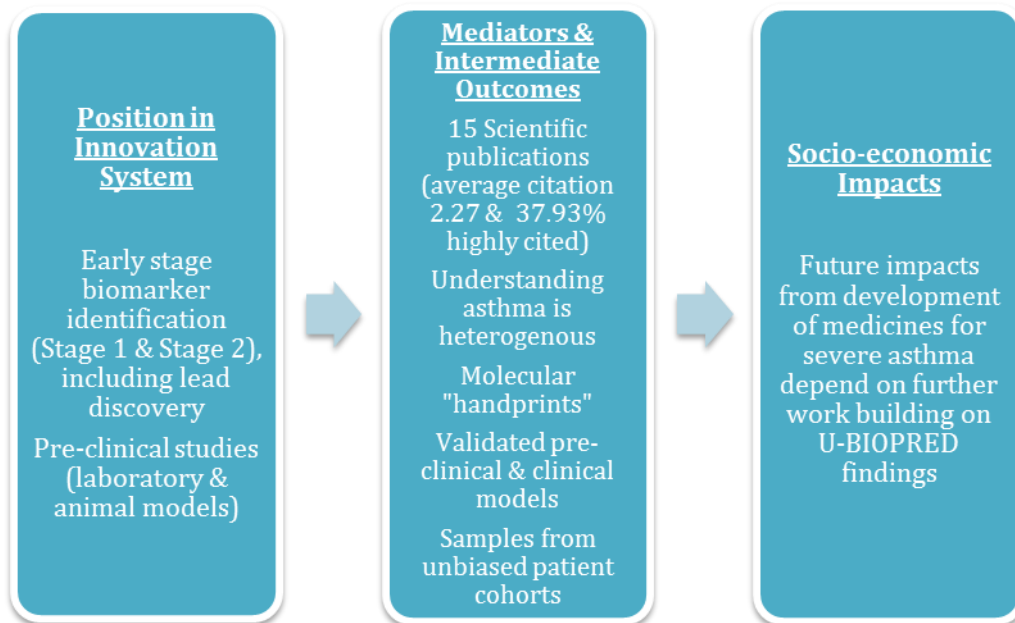 Position in
Innovation
System
Early stage
biomarker
identification
(Stage 1 & Stage 2),
including lead
discovery
Pre-clinical studies
(laboratory &
animal models)
Mediators &
Intermediate
Outcomes
15 Scientific
publications
(average citation
2.27 & 37.93%
highly cited)
Understanding
asthma is
heterogenous
Molecular
"handprints"
Validated pre-
clinical & clinical
models
Samples from
unbiased patient
cohorts
Socio-economic
Impacts
Future impacts
from development
of medicines for
severe asthma
depend on further
work building on
U-BIOPRED
findings